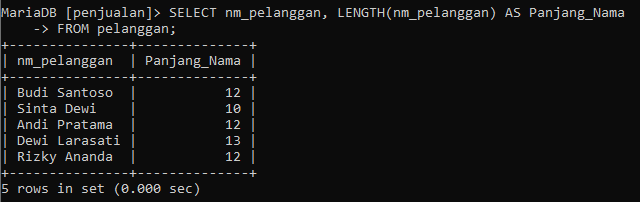 MariaDB [penjualan]> SELECT nm_pelanggan, LENGTH(nm_pelanggan) AS Panjang_Nama
    -> FROM pelanggan;
+---------------+--------------+
| nm_pelanggan  | Panjang_Nama |
+---------------+--------------+
| Budi Santoso  |           12 |
| Sinta Dewi    |           10 |
| Andi Pratama  |           12 |
| Dewi Larasati |           13 |
| Rizky Ananda  |           12 |
+---------------+--------------+
5 rows in set (0.000 sec)